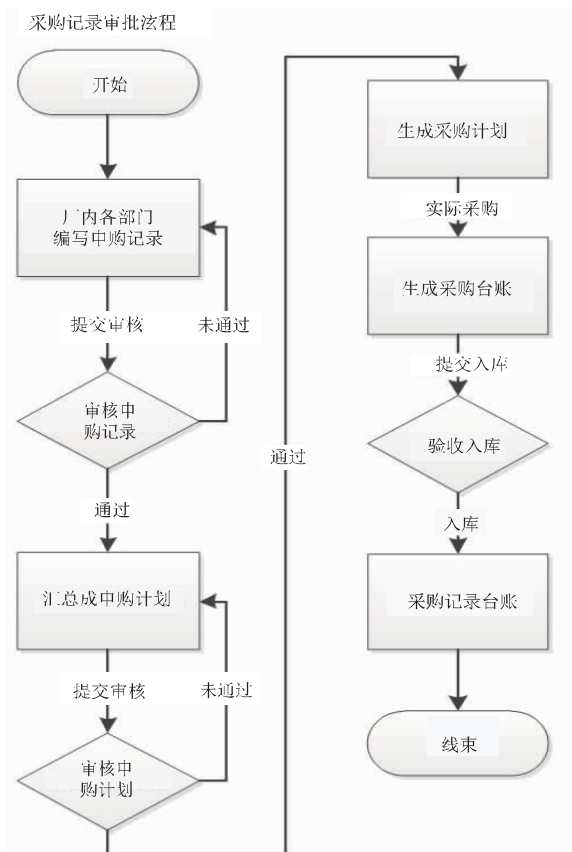 采购记录审批泫程
开始
厂内各部门
编写中购记录
提交审核
未通过
审核中
购记录
通过
汇总成中购计划
提交审核
未通过
审核中
购计划
通过
生成采购计划
实际采购
生成采购台账
提交入库
验收入库
入库
采购记录台账
线束